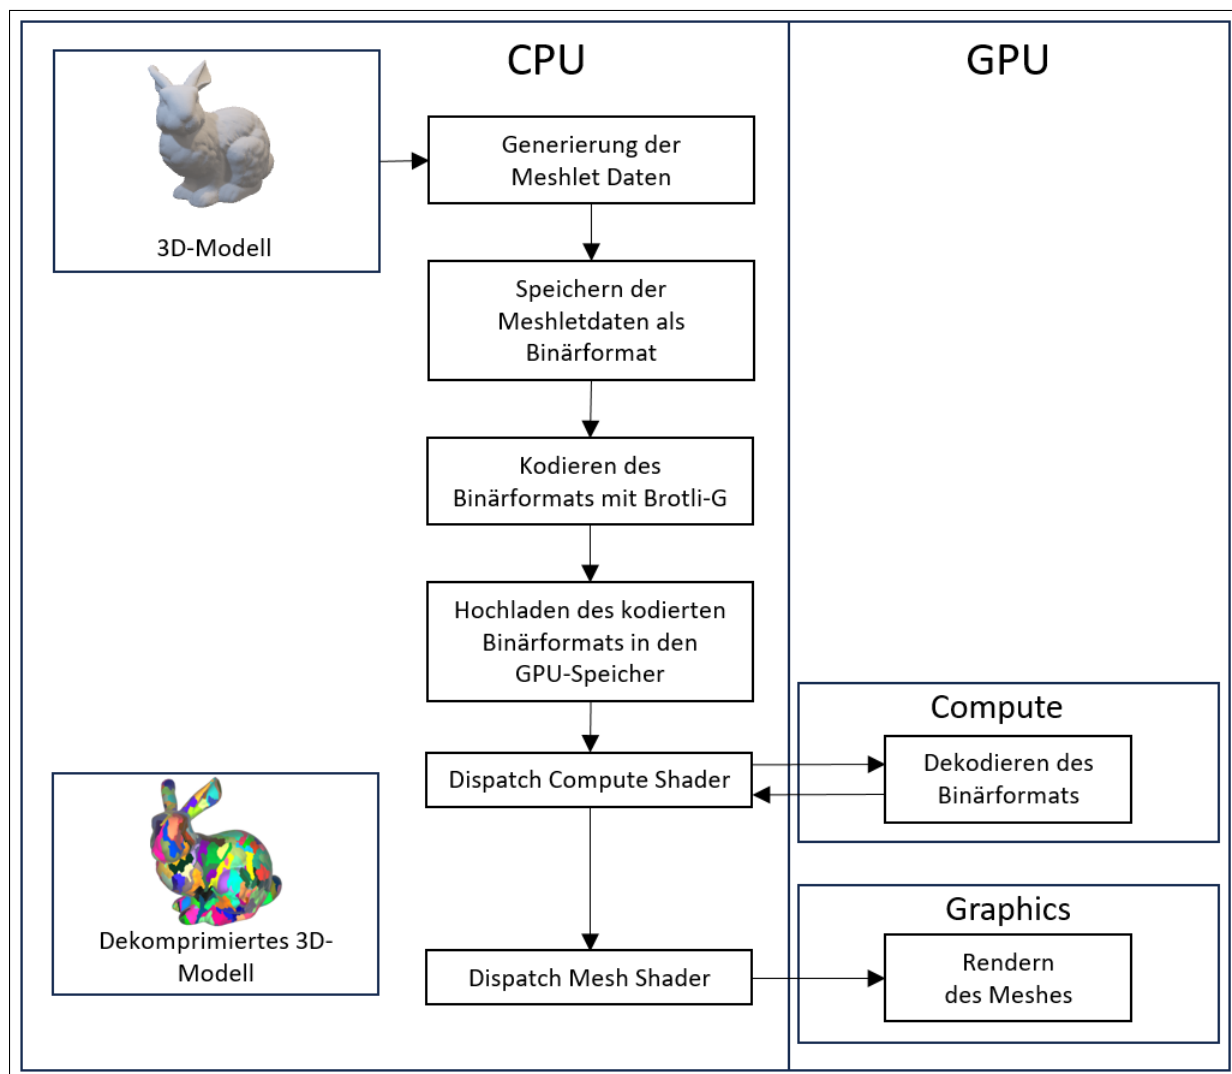 CPU
GPU
3D-Modell
Generierung der
Meshlet Daten
Speichern der
Meshletdaten als
Binärformat
Kodieren des
Binärformats mit Brotli-G
Hochladen des kodierten
Binärformats in den
GPU-Speicher
Dispatch Compute Shader
Compute
Dekodieren des
Binärformats
Dekomprimiertes 3D-
Modell
Dispatch Mesh Shader
Graphics
Rendern
des Meshes